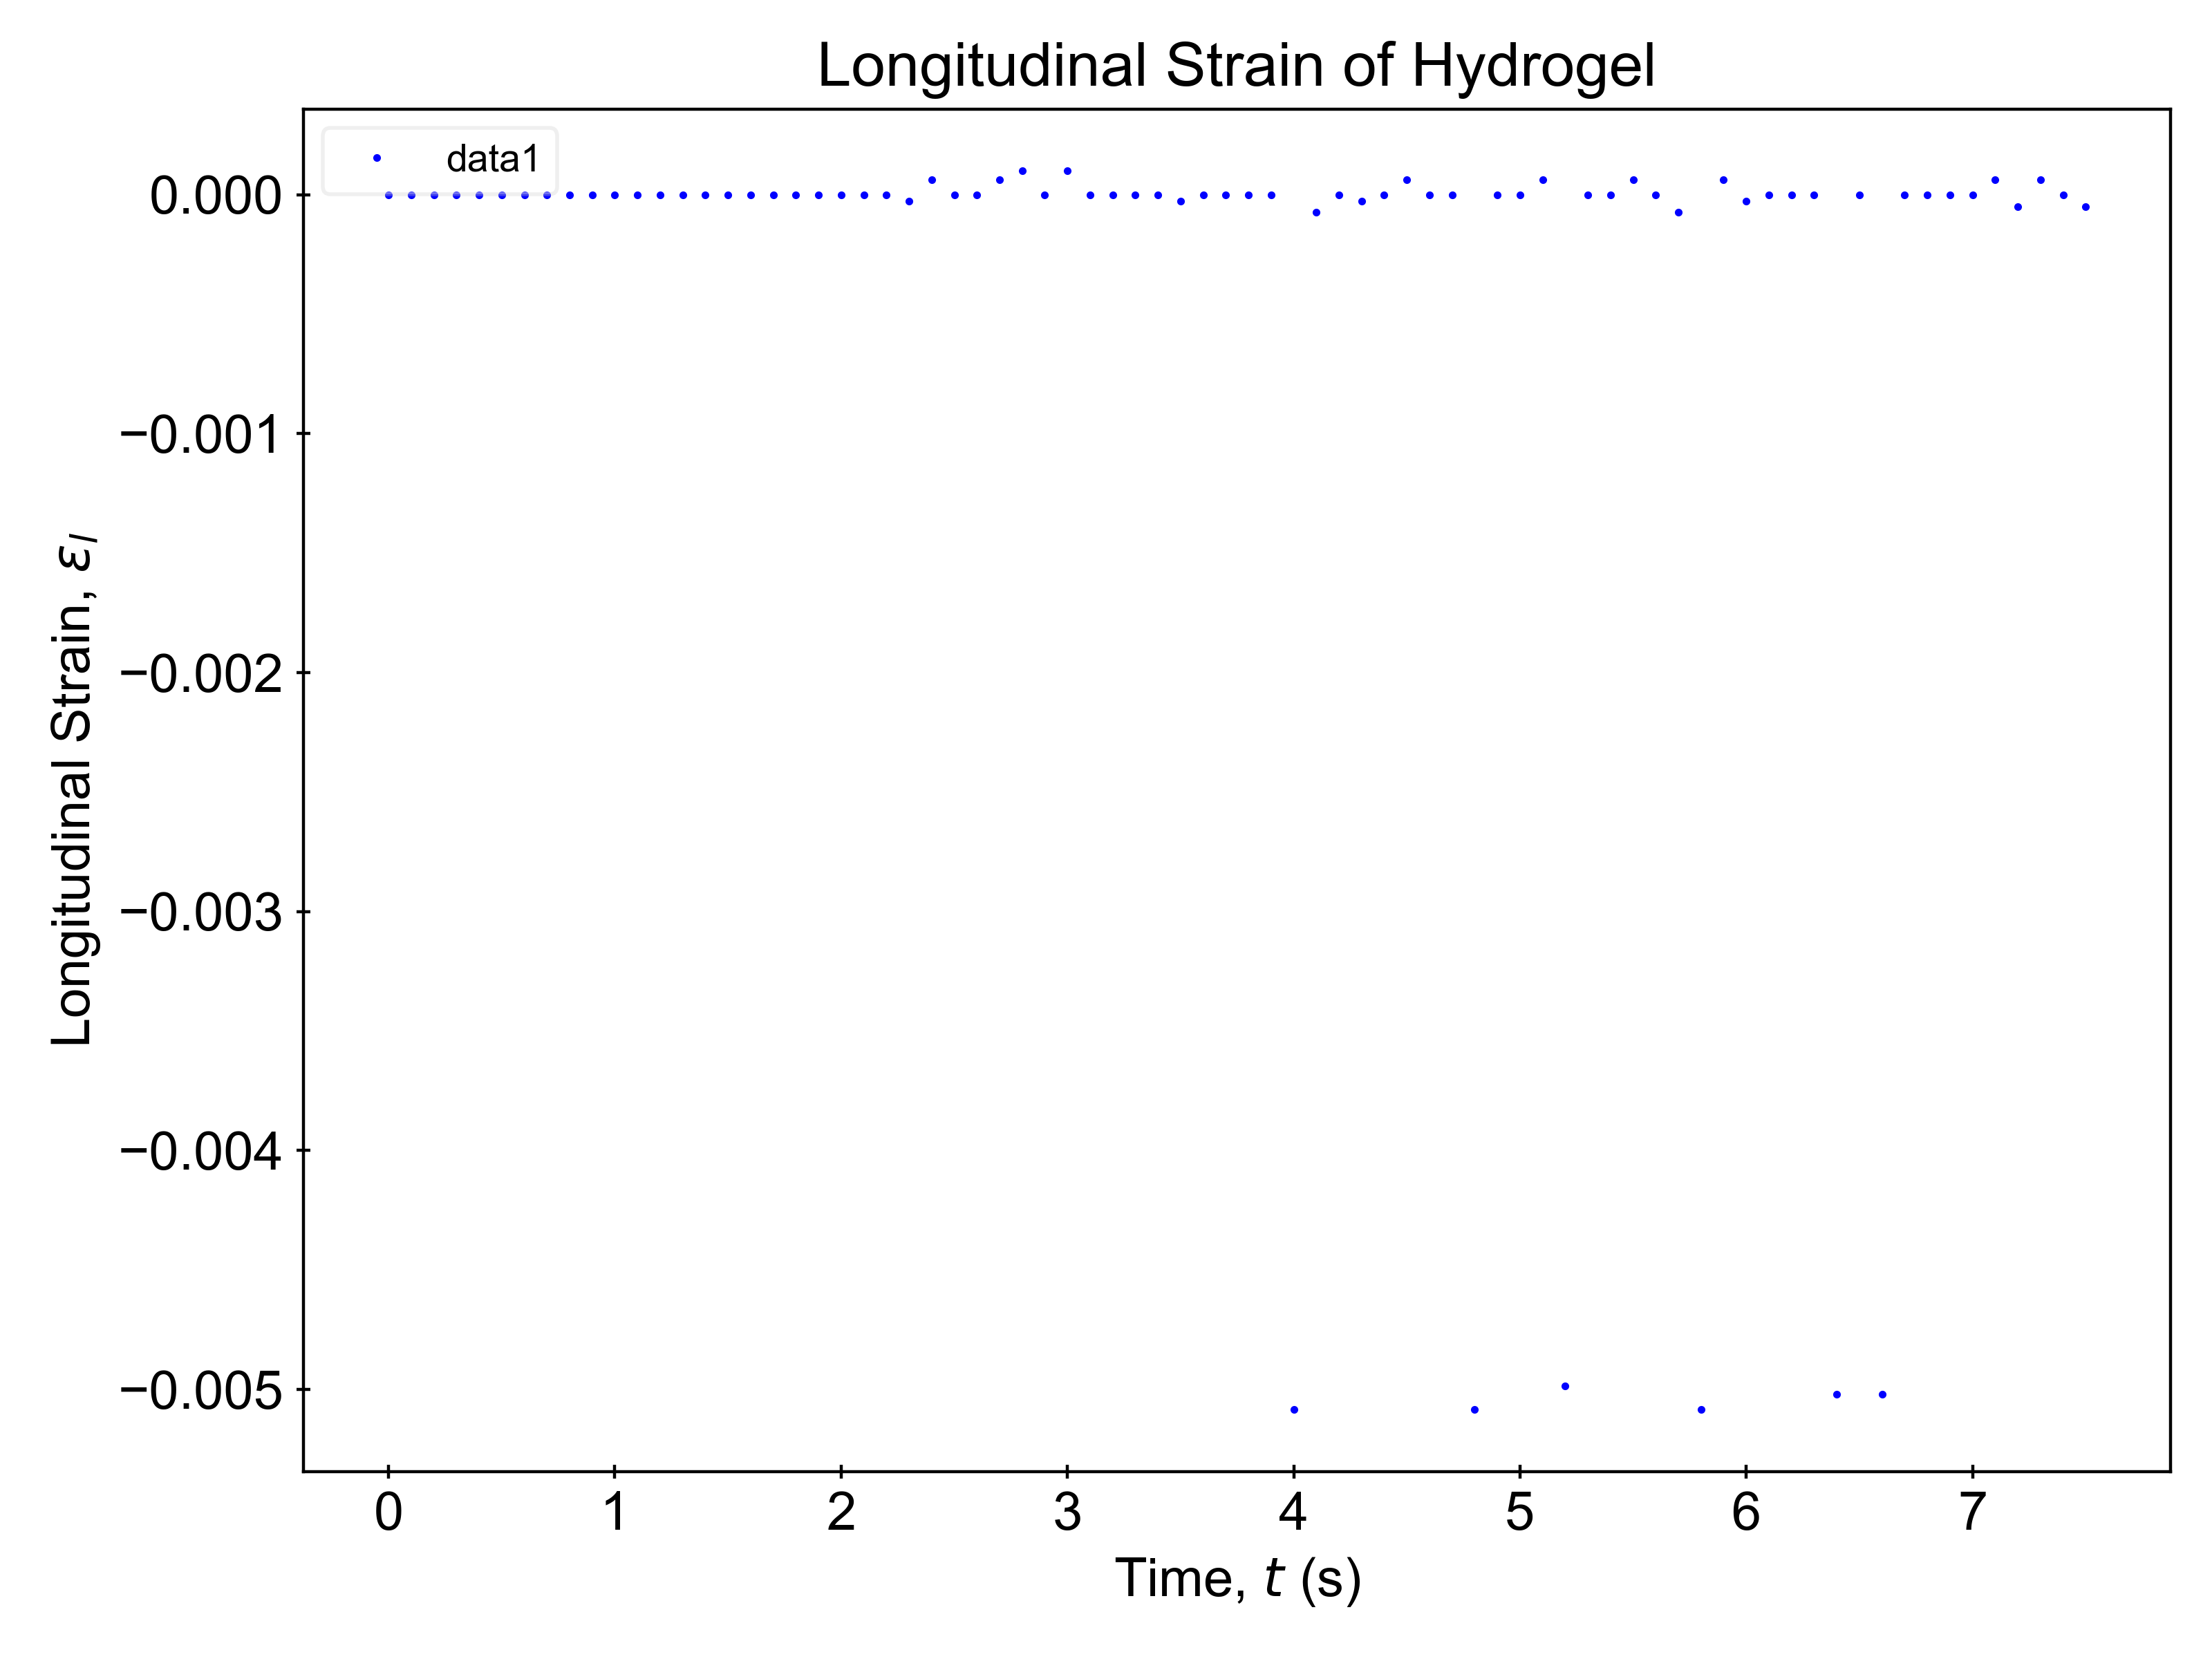 Longitudinal Strain of Hydrogel
data1
0.000
−0.001
−0.002
−0.003
−0.004
−0.005
Longitudinal Strain, εl
0 1 2 3 4 5 6 7
Time, t (s)